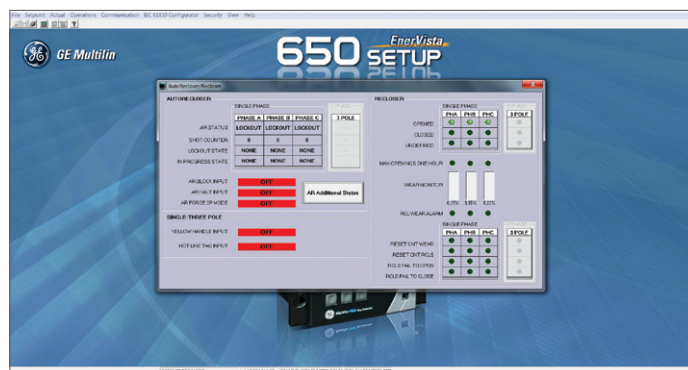 File Setpoint Actual Operations Communication IEC 61850 Configurator Security View Help
GE Multilin
650 SETUP
EnerVista
AutoRecloser/Recloser
AUTORECLOSER
SINGLE PHASE
PHASE A PHASE B PHASE C
3 POLE
AR STATUS LOCKOUT LOCKOUT LOCKOUT
SHOT COUNTER 0 0 0
LOCKOUT STATE NONE NONE NONE
IN PROGRESS STATE NONE NONE NONE
AR BLOCK INPUT OFF
AR HALT INPUT OFF
AR FORCE 3P MODE OFF
AR Additional States
SINGLE-THREE POLE
YELLOW HANDLE INPUT OFF
HOT LINE TAG INPUT OFF
RECLOSER
SINGLE PHASE
PHA PHB PHC
3 POLE
OPENED
CLOSED
UNDEFINED
MAX OPENINGS ONE HOUR
WEAR MONITOR
RCL WEAR ALARM
SINGLE PHASE
PHA PHB PHC
3 POLE
RESET CNT WEAR
RESET CNT RCLS
RCLS FAIL TO OPEN
RCLS FAIL TO CLOSE